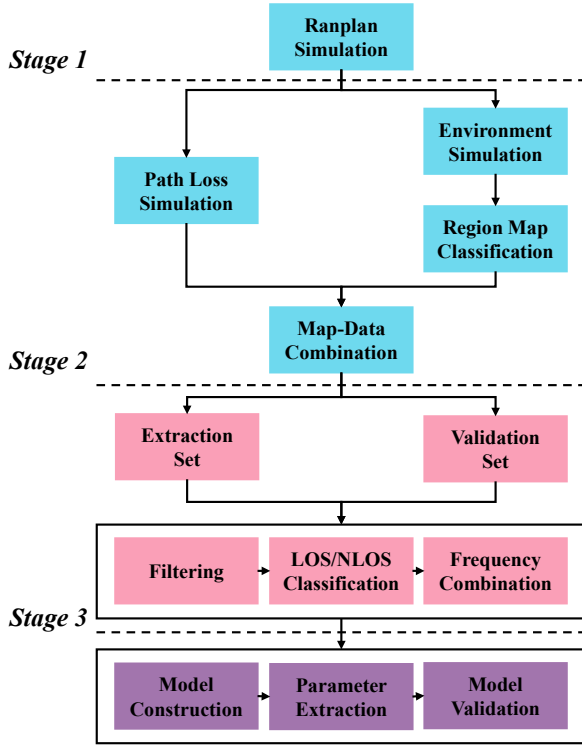 Ranplan
Simulation
Stage 1
Environment
Simulation
Path Loss
Simulation
Region Map
Classification
Map-Data
Combination
Stage 2
Extraction
Set
Validation
Set
Filtering
LOS/NLOS
Classification
Frequency
Combination
Stage 3
Model
Construction
Parameter
Extraction
Model
Validation